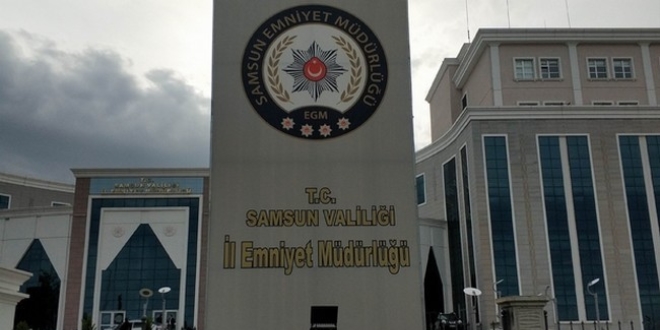 SAMSUN EMNİYET MÜDÜRLÜĞÜ
EGM
T.C.
SAMSUN VALİLİĞİ
İl Emniyet Müdürlüğü